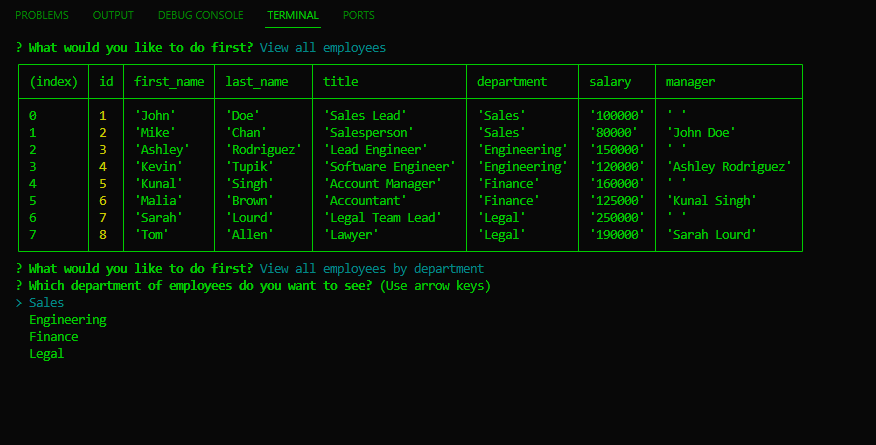 PROBLEMS OUTPUT DEBUG CONSOLE TERMINAL PORTS
? What would you like to do first? View all employees
(index) id first_name last_name title department salary manager
0 1 'John' 'Doe' 'Sales Lead' 'Sales' '100000' ' '
1 2 'Mike' 'Chan' 'Salesperson' 'Sales' '80000' 'John Doe'
2 3 'Ashley' 'Rodriguez' 'Lead Engineer' 'Engineering' '150000' ' '
3 4 'Kevin' 'Tupik' 'Software Engineer' 'Engineering' '120000' 'Ashley Rodriguez'
4 5 'Kunal' 'Singh' 'Account Manager' 'Finance' '160000' ' '
5 6 'Malia' 'Brown' 'Accountant' 'Finance' '125000' 'Kunal Singh'
6 7 'Sarah' 'Lourd' 'Legal Team Lead' 'Legal' '250000' ' '
7 8 'Tom' 'Allen' 'Lawyer' 'Legal' '190000' 'Sarah Lourd'
? What would you like to do first? View all employees by department
? Which department of employees do you want to see? (Use arrow keys)
> Sales
Engineering
Finance
Legal